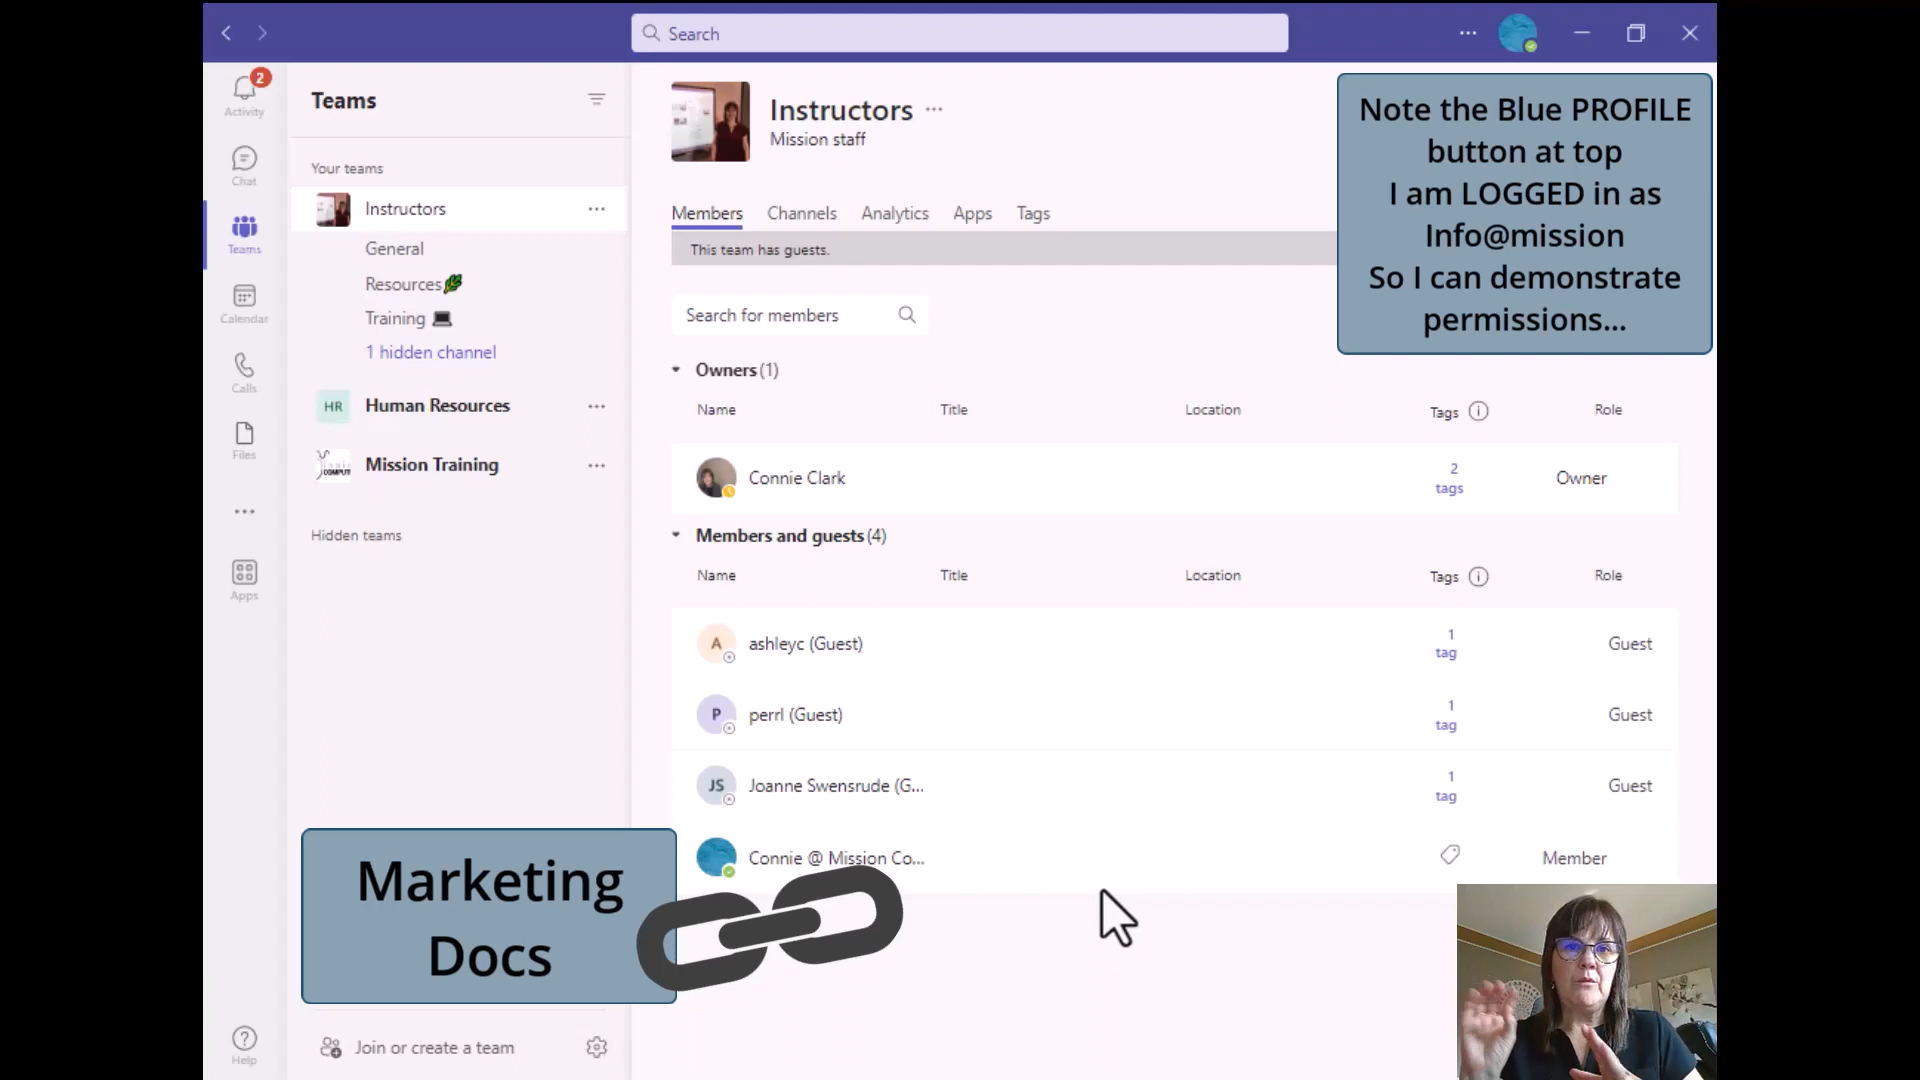 Search
2
Activity
Chat
Teams
Calendar
Calls
Files
Apps
Help
Teams
Your teams
Instructors
General
Resources
Training
1 hidden channel
HR
Human Resources
Mission Training
Hidden teams
Join or create a team
Instructors
Mission staff
Members Channels Analytics Apps Tags
This team has guests.
Search for members
Owners (1)
Name Title Location Tags Role
Connie Clark 2 tags Owner
Members and guests (4)
Name Title Location Tags Role
A ashleyc (Guest) 1 tag Guest
P perrl (Guest) 1 tag Guest
JS Joanne Swensrude (G... 1 tag Guest
Connie @ Mission Co... Member
Note the Blue PROFILE
button at top
I am LOGGED in as
Info@mission
So I can demonstrate
permissions...
Marketing
Docs